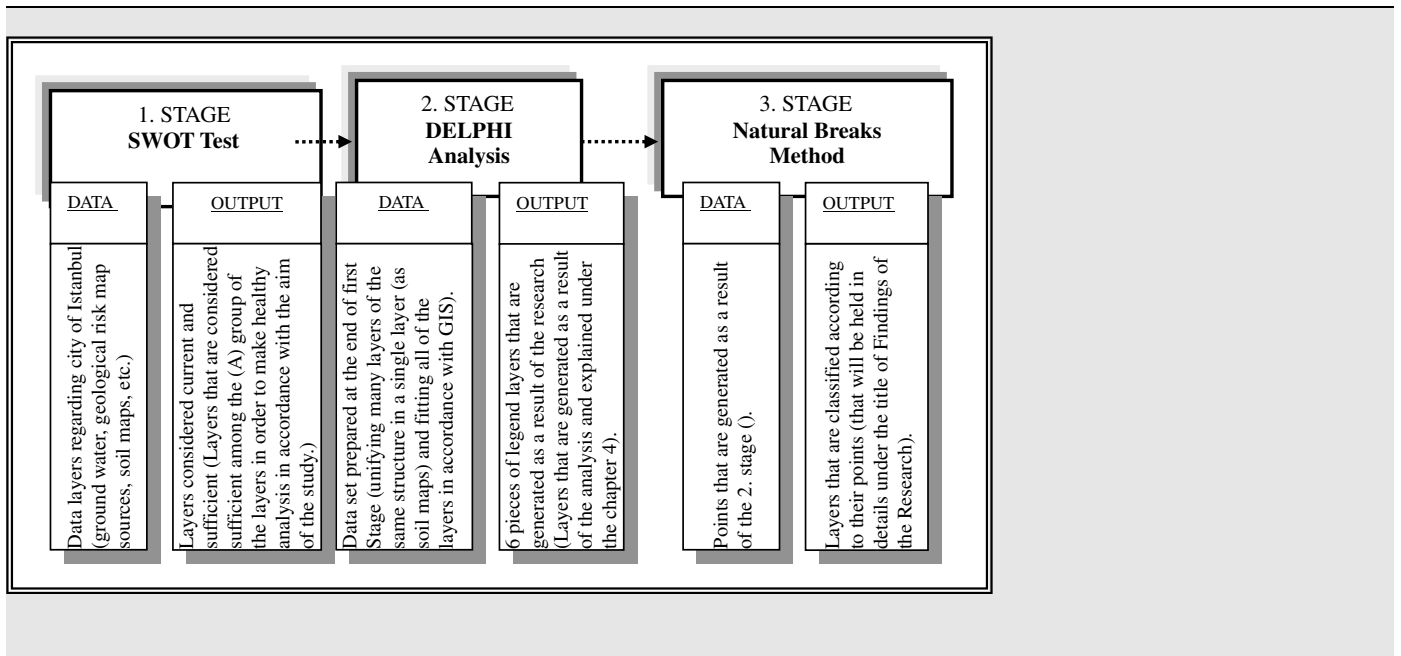 1. STAGE
SWOT Test
DATA
Data layers regarding city of Istanbul
(ground water, geological risk map
sources, soil maps, etc.)
OUTPUT
Layers considered current and
sufficient (Layers that are considered
sufficient among the (A) group of
the layers in order to make healthy
analysis in accordance with the aim
of the study.)
2. STAGE
DELPHI
Analysis
DATA
Data set prepared at the end of first
Stage (unifying many layers of the
same structure in a single layer (as
soil maps) and fitting all of the
layers in accordance with GIS).
OUTPUT
6 pieces of legend layers that are
generated as a result of the research
(Layers that are generated as a result
of the analysis and explained under
the chapter 4).
3. STAGE
Natural Breaks
Method
DATA
Points that are generated as a result
of the 2. stage ().
OUTPUT
Layers that are classified according
to their points (that will be held in
details under the title of Findings of
the Research).